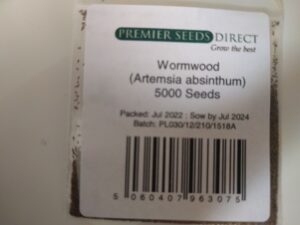 PREMIER SEEDS DIRECT
Grow the best
Wormwood
(Artemsia absinthum)
5000 Seeds
Packed: Jul 2022 : Sow by Jul 2024
Batch: PL030/12/210/1518A
5 060407 963075